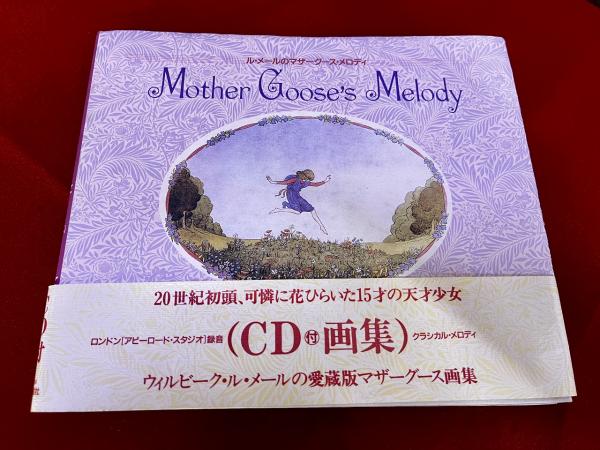 ル・メールのマザーグース・メロディ
Mother Goose's Melody
20世紀初頭、可憐に花ひらいた15才の天才少女
ロンドン[アビーロード・スタジオ]録音(CD付画集)クラシカル・メロディ
ウィルビーク・ル・メールの愛蔵版マザーグース画集